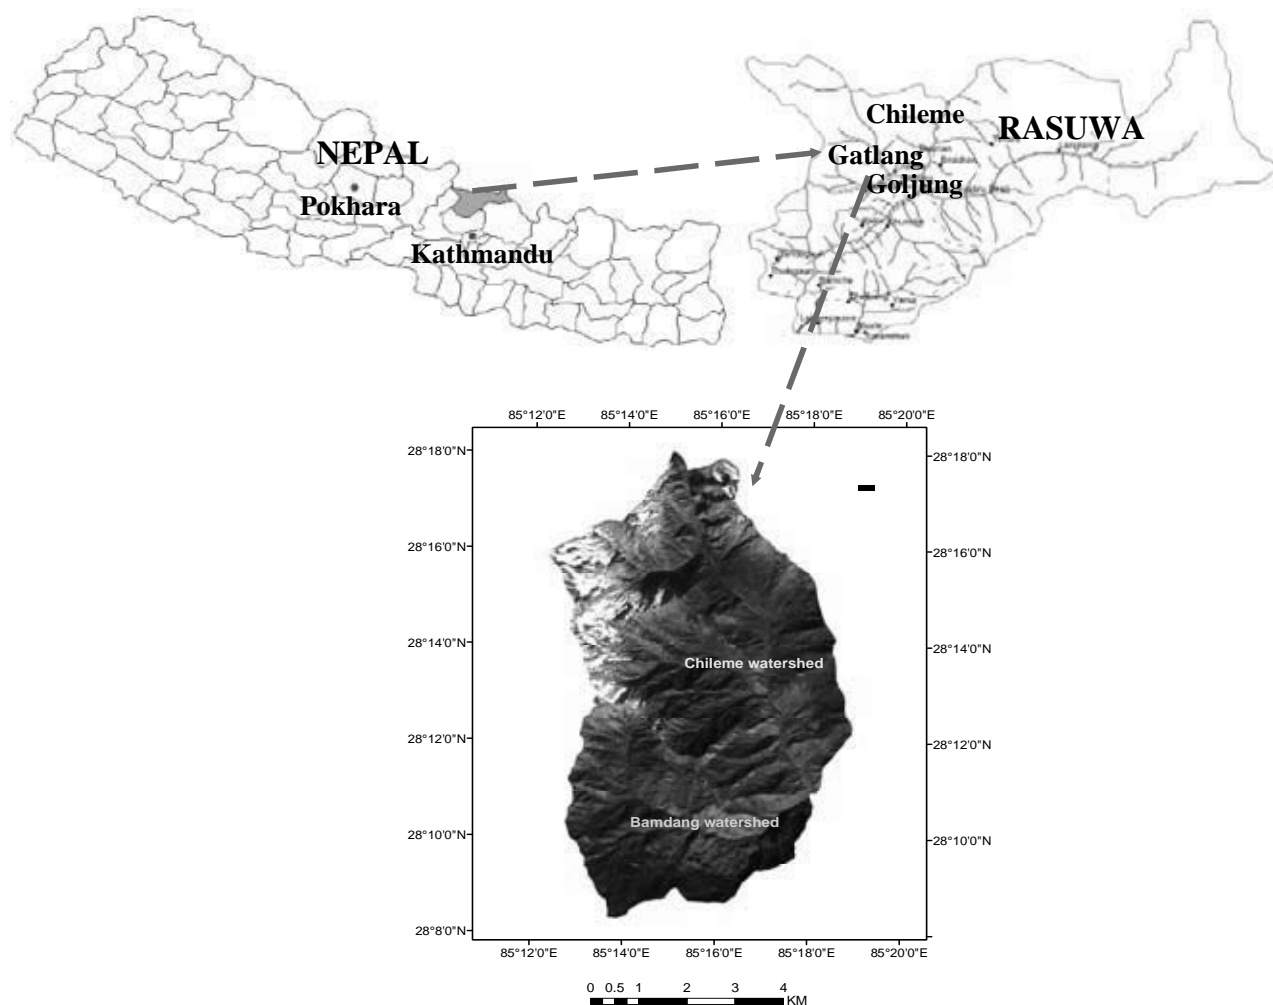 NEPAL
Pokhara
Kathmandu
Chileme
RASUWA
Gatlang
Goljung
85°12'0"E 85°14'0"E 85°16'0"E 85°18'0"E 85°20'0"E
28°18'0"N 28°18'0"N
28°16'0"N 28°16'0"N
28°14'0"N 28°14'0"N
Chileme watershed
28°12'0"N 28°12'0"N
Bamdang watershed
28°10'0"N 28°10'0"N
28°8'0"N
85°12'0"E 85°14'0"E 85°16'0"E 85°18'0"E 85°20'0"E
0 0.5 1 2 3 4
KM